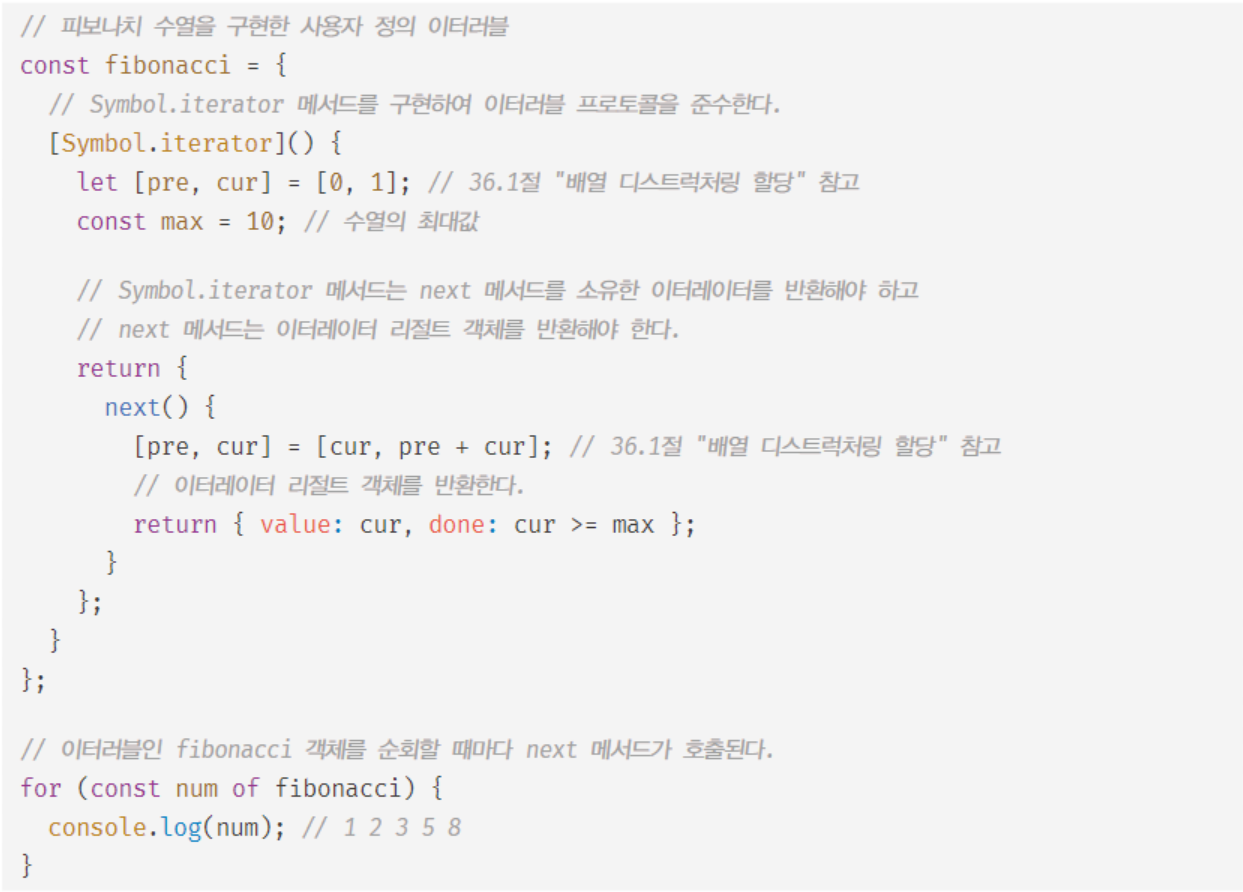 // 피보나치 수열을 구현한 사용자 정의 이터러블
const fibonacci = {
  // Symbol.iterator 메서드를 구현하여 이터러블 프로토콜을 준수한다.
  [Symbol.iterator]() {
    let [pre, cur] = [0, 1]; // 36.1절 "배열 디스트럭처링 할당" 참고
    const max = 10; // 수열의 최대값

    // Symbol.iterator 메서드는 next 메서드를 소유한 이터레이터를 반환해야 하고
    // next 메서드는 이터레이터 리절트 객체를 반환해야 한다.
    return {
      next() {
        [pre, cur] = [cur, pre + cur]; // 36.1절 "배열 디스트럭처링 할당" 참고
        // 이터레이터 리절트 객체를 반환한다.
        return { value: cur, done: cur >= max };
      }
    };
  }
};

// 이터러블인 fibonacci 객체를 순회할 때마다 next 메서드가 호출된다.
for (const num of fibonacci) {
  console.log(num); // 1 2 3 5 8
}